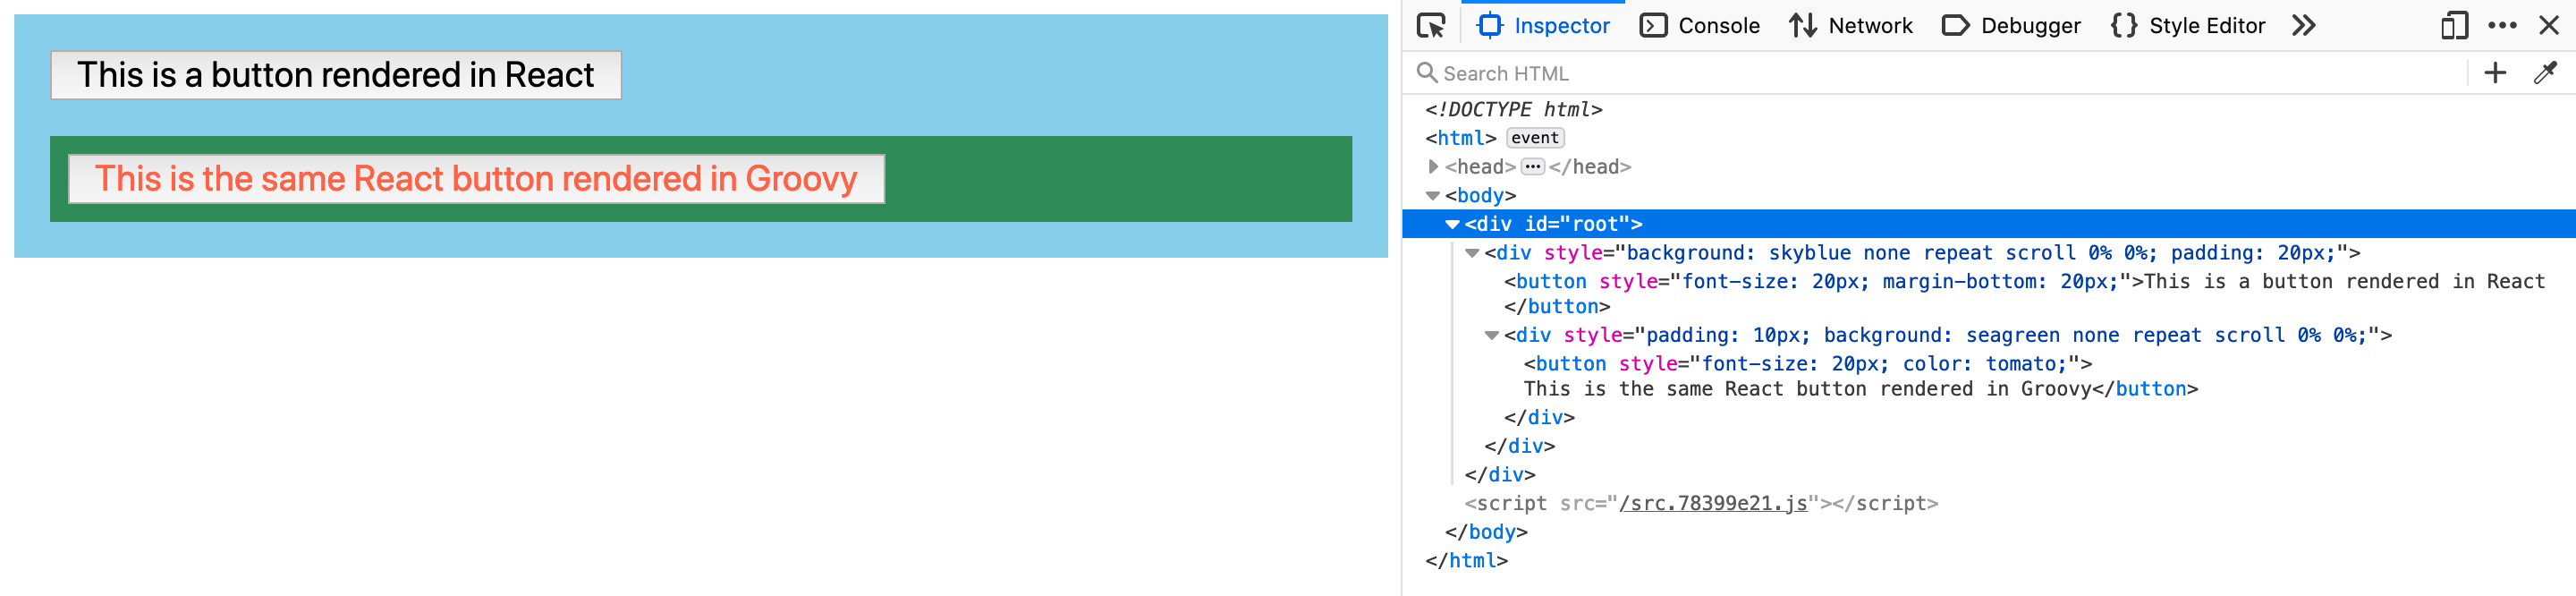 This is a button rendered in React
This is the same React button rendered in Groovy
Inspector Console Network Debugger {} Style Editor
Search HTML
<!DOCTYPE html>
<html> event
<head> ••• </head>
<body>
<div id="root">
<div style="background: skyblue none repeat scroll 0% 0%; padding: 20px;">
<button style="font-size: 20px; margin-bottom: 20px;">This is a button rendered in React
</button>
<div style="padding: 10px; background: seagreen none repeat scroll 0% 0%;">
<button style="font-size: 20px; color: tomato;">
This is the same React button rendered in Groovy</button>
</div>
</div>
</div>
<script src="/src.78399e21.js"></script>
</body>
</html>